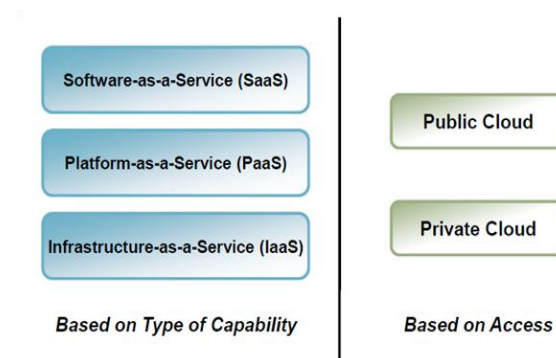 Software-as-a-Service (SaaS)
Platform-as-a-Service (PaaS)
Infrastructure-as-a-Service (IaaS)
Based on Type of Capability
Public Cloud
Private Cloud
Based on Access